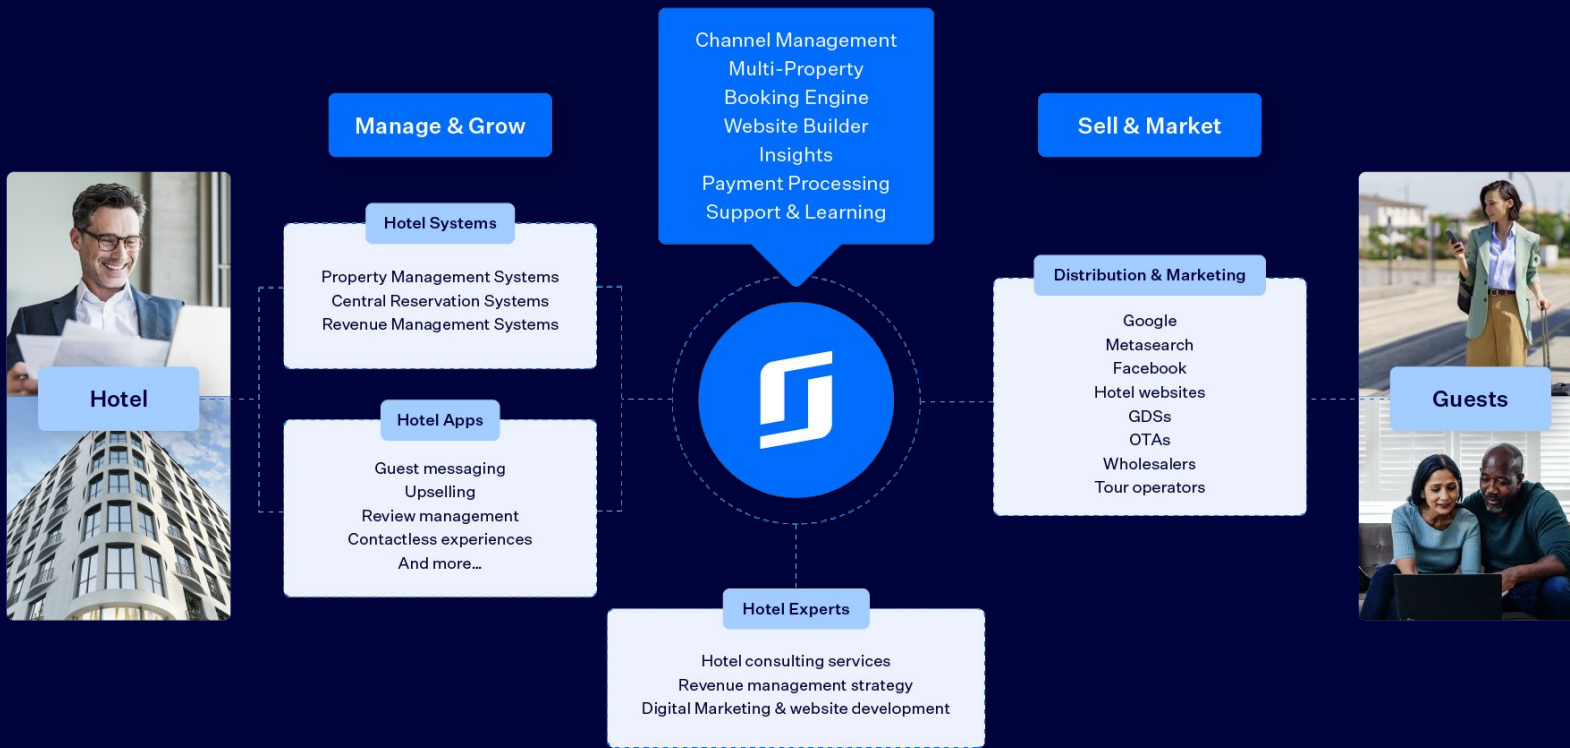 Channel Management
Multi-Property
Booking Engine
Website Builder
Insights
Payment Processing
Support & Learning
Manage & Grow
Sell & Market
Hotel
Hotel Systems
Property Management Systems
Central Reservation Systems
Revenue Management Systems
Hotel Apps
Guest messaging
Upselling
Review management
Contactless experiences
And more...
Distribution & Marketing
Google
Metasearch
Facebook
Hotel websites
GDSs
OTAs
Wholesalers
Tour operators
Guests
Hotel Experts
Hotel consulting services
Revenue management strategy
Digital Marketing & website development